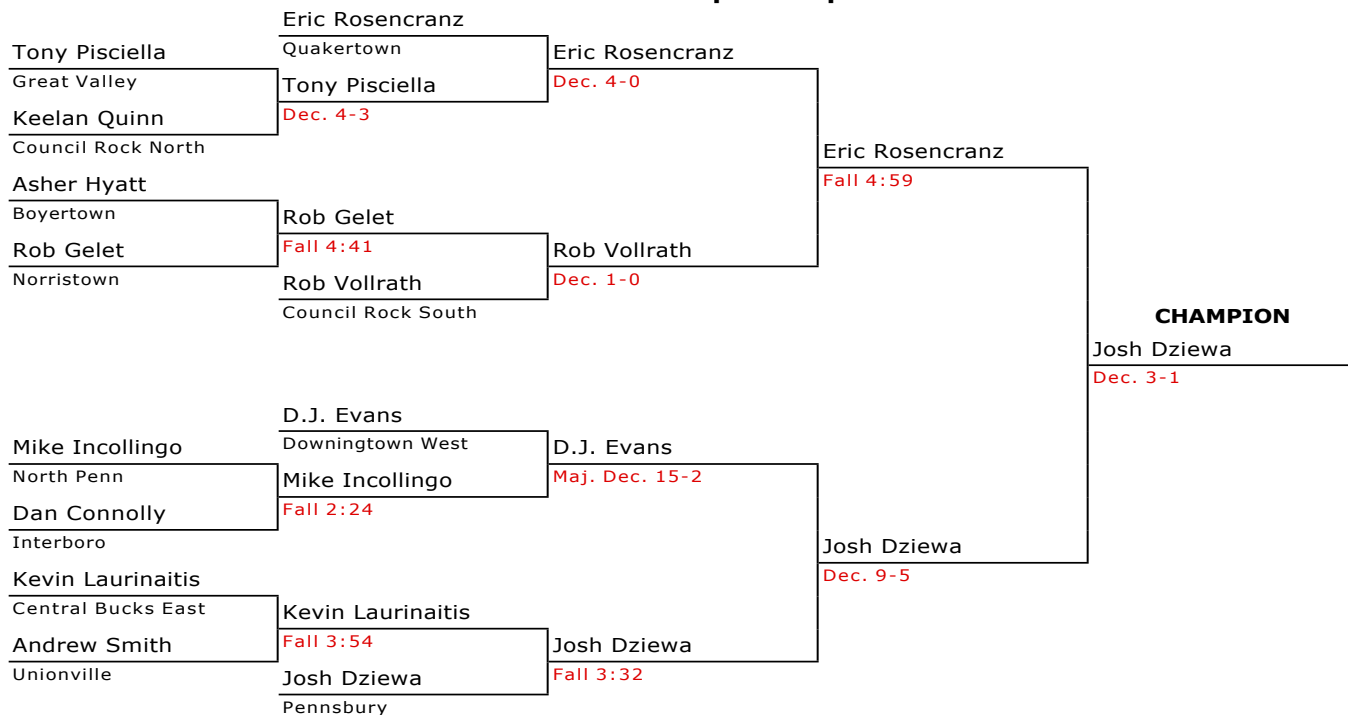 Eric Rosencranz
Tony Pisciella
Quakertown
Eric Rosencranz
Great Valley
Tony Pisciella
Dec. 4-0
Keelan Quinn
Dec. 4-3
Council Rock North
Eric Rosencranz
Asher Hyatt
Fall 4:59
Boyertown
Rob Gelet
Rob Gelet
Fall 4:41
Rob Vollrath
Norristown
Rob Vollrath
Dec. 1-0
Council Rock South
CHAMPION
Josh Dziewa
Dec. 3-1
D.J. Evans
Mike Incollingo
Downingtown West
D.J. Evans
North Penn
Mike Incollingo
Maj. Dec. 15-2
Dan Connolly
Fall 2:24
Interboro
Josh Dziewa
Kevin Laurinaitis
Dec. 9-5
Central Bucks East
Kevin Laurinaitis
Andrew Smith
Fall 3:54
Josh Dziewa
Unionville
Josh Dziewa
Fall 3:32
Pennsbury